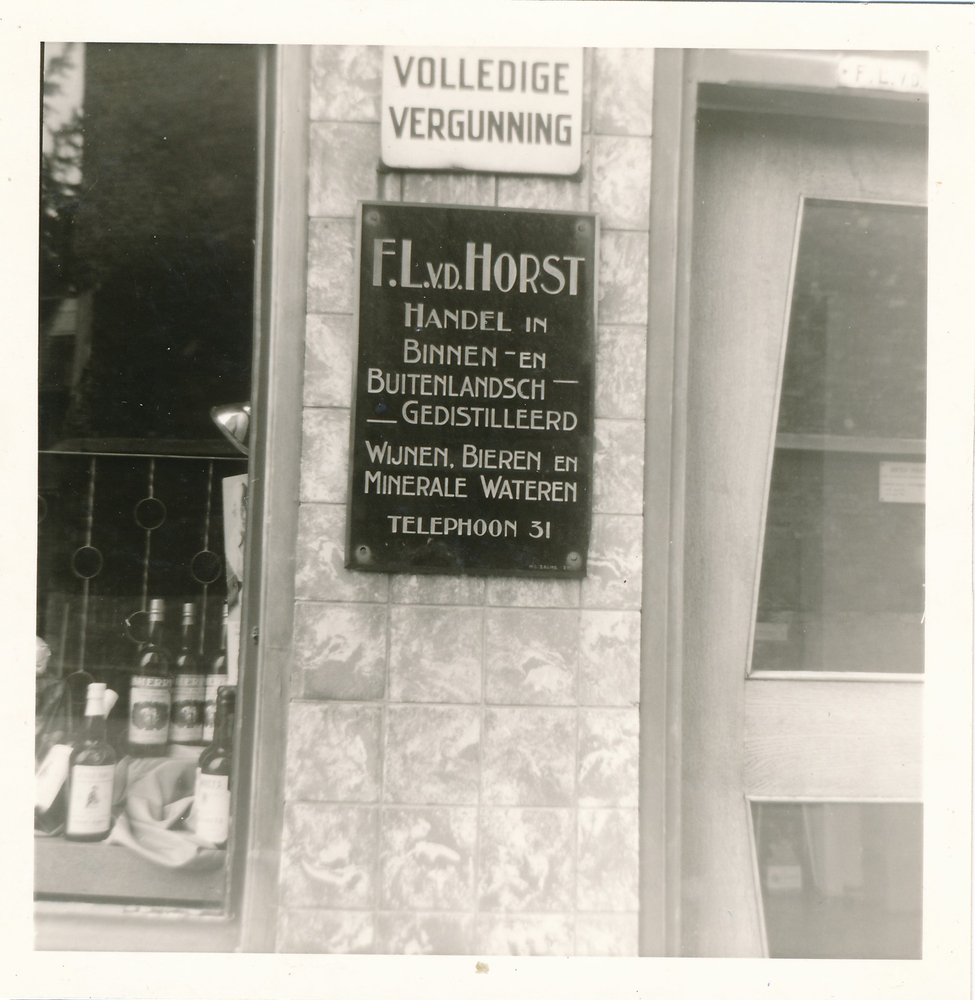 VOLLEDIGE
VERGUNNING
F.L.V.D. HORST
HANDEL IN
BINNEN - EN
BUITENLANDSCH —
— GEDISTILLEERD
WIJNEN, BIEREN EN
MINERALE WATEREN
TELEPHOON 31
F. L. V. D.